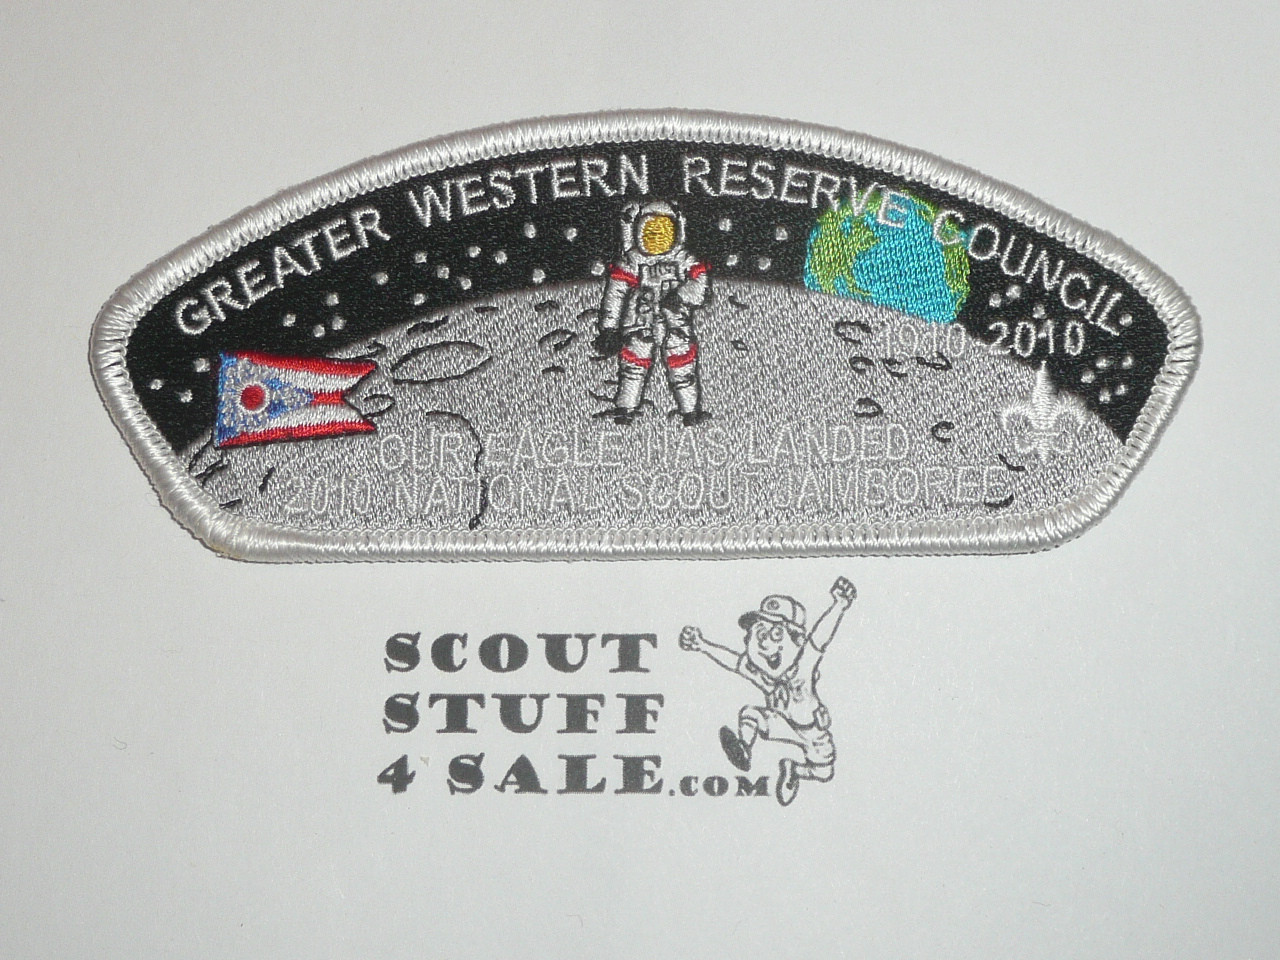 GREATER WESTERN RESERVE COUNCIL
1910 2010
OUR EAGLE HAS LANDED
2010 NATIONAL SCOUT JAMBOREE
SCOUT
STUFF
4 SALE.COM